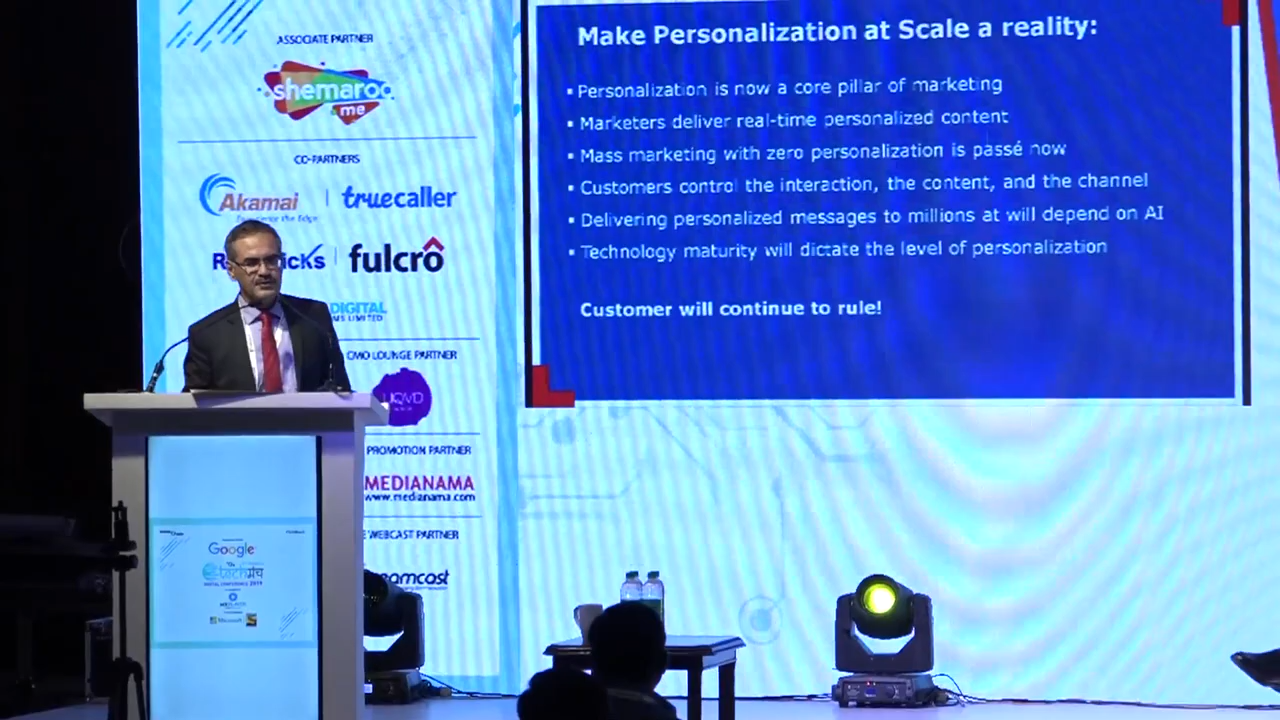 ASSOCIATE PARTNER
shemaroo
me
CO-PARTNERS
Akamai
truecaller
fulcrô
DIGITAL
CMO LOUNGE PARTNER
PROMOTION PARTNER
MEDIANAMA
www.medianama.com
WEBCAST PARTNER
Google
Microsoft
Make Personalization at Scale a reality:
▪ Personalization is now a core pillar of marketing
▪ Marketers deliver real-time personalized content
▪ Mass marketing with zero personalization is passé now
▪ Customers control the interaction, the content, and the channel
▪ Delivering personalized messages to millions at will depend on AI
▪ Technology maturity will dictate the level of personalization
Customer will continue to rule!